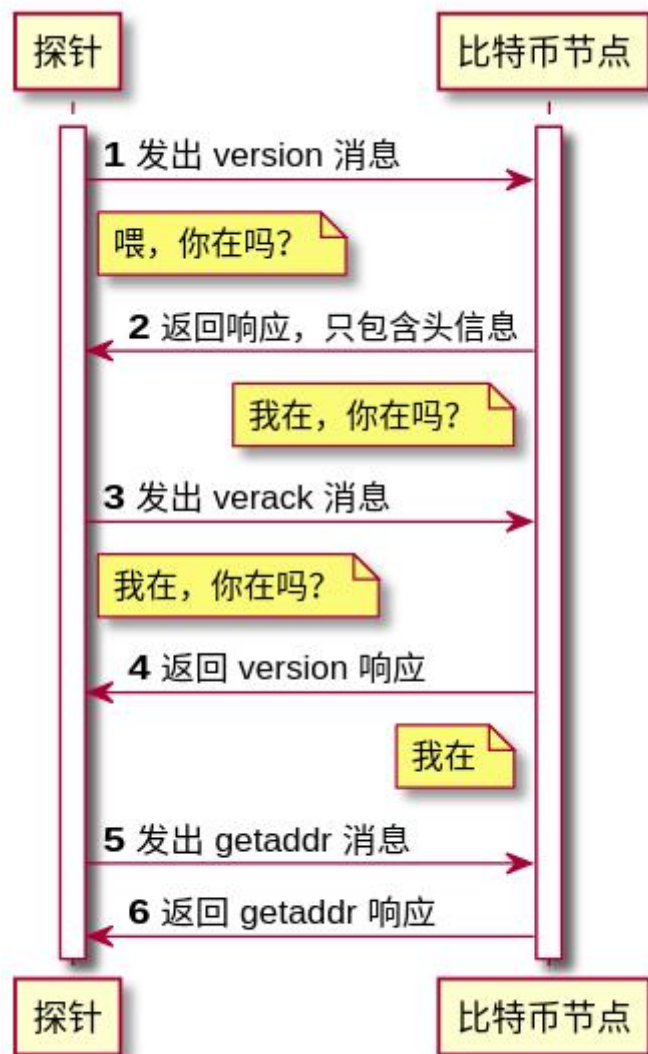 探针
比特币节点
1 发出 version 消息
喂，你在吗？
2 返回响应，只包含头信息
我在，你在吗？
3 发出 verack 消息
我在，你在吗？
4 返回 version 响应
我在
5 发出 getaddr 消息
6 返回 getaddr 响应
探针
比特币节点